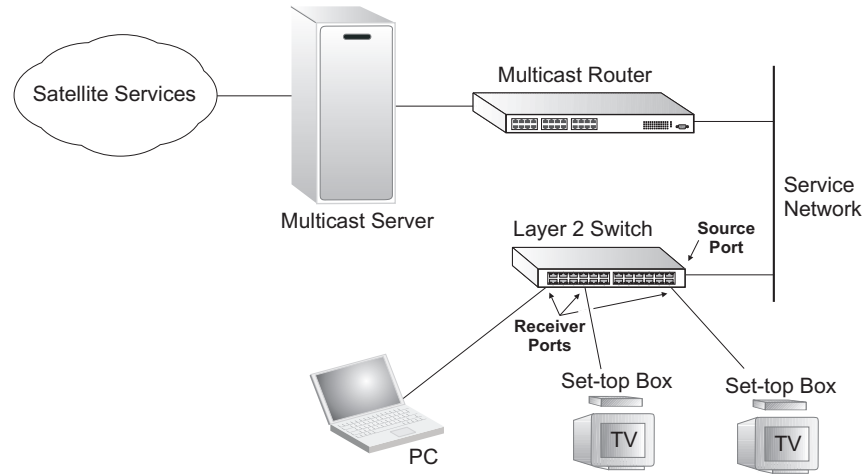 Satellite Services
Multicast Router
Multicast Server
Service
Network
Layer 2 Switch
Source
Port
Receiver
Ports
Set-top Box
Set-top Box
TV
TV
PC